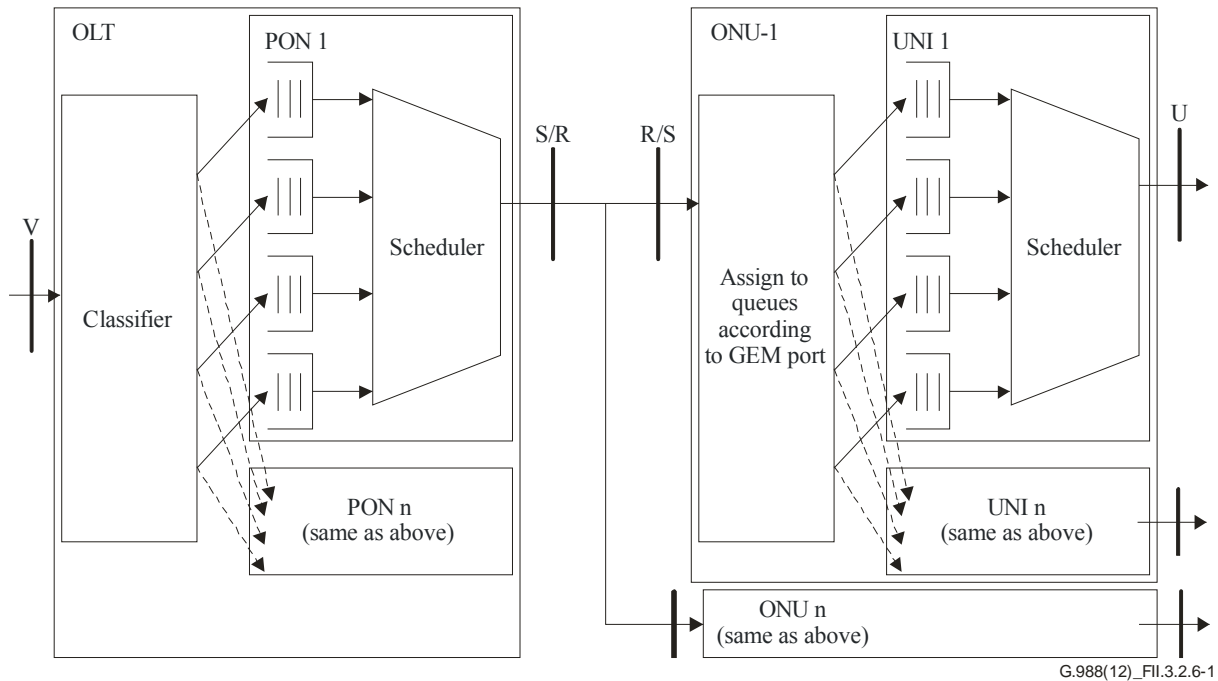 OLT
PON 1
Classifier
Scheduler
PON n
(same as above)
V
S/R
R/S
ONU-1
UNI 1
Assign to
queues
according
to GEM port
Scheduler
UNI n
(same as above)
U
ONU n
(same as above)
G.988(12)_FII.3.2.6-1